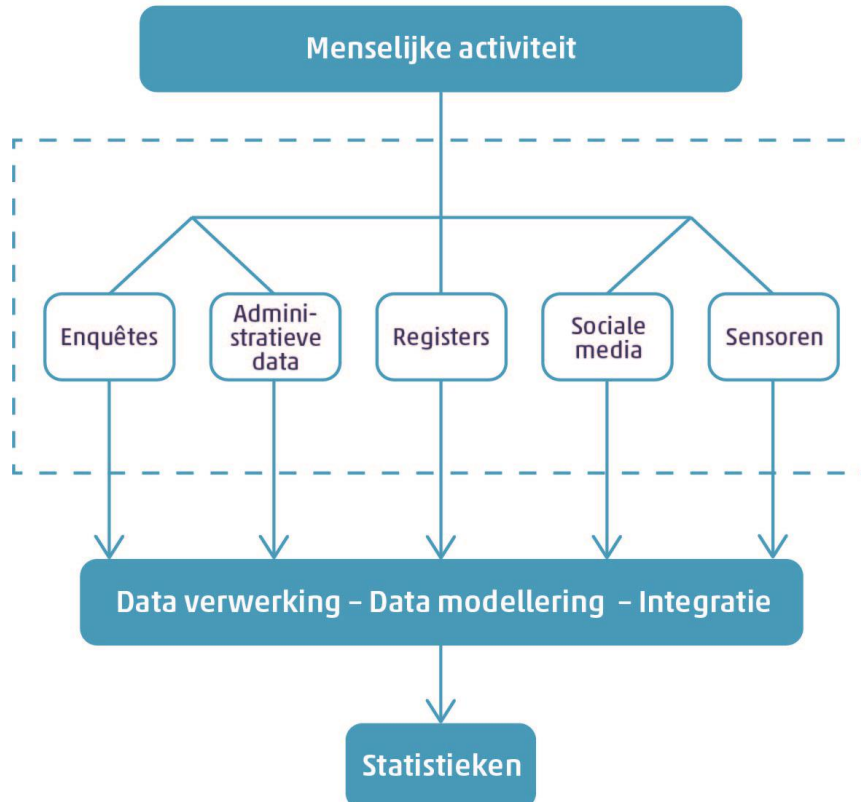 Menselijke activiteit
Enquêtes
Admini-
stratieve
data
Registers
Sociale
media
Sensoren
Data verwerking – Data modellering – Integratie
Statistieken